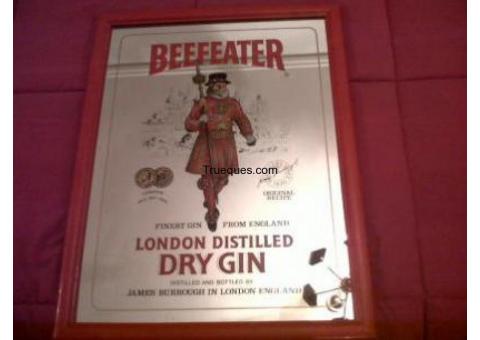 BEEFEATER
Trueques.com
ORIGINAL
RECIPE
FINEST GIN FROM ENGLAND
LONDON DISTILLED
DRY GIN
DISTILLED AND BOTTLED BY
JAMES BURROUGH IN LONDON ENGLAND